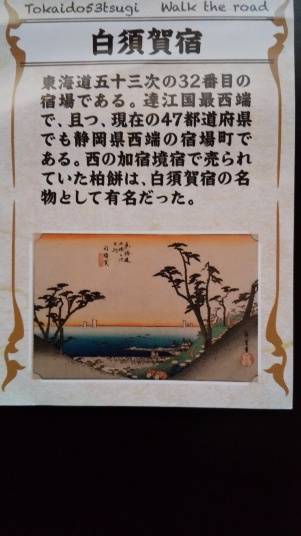 Tokaido53tsugi Walk the road
白須賀宿
東海道五十三次の32番目の
宿場である。遠江国最西端
で、且つ、現在の47都道府県
でも静岡県西端の宿場町で
ある。西の加宿境宿で売られ
ていた柏餅は、白須賀宿の名
物として有名だった。